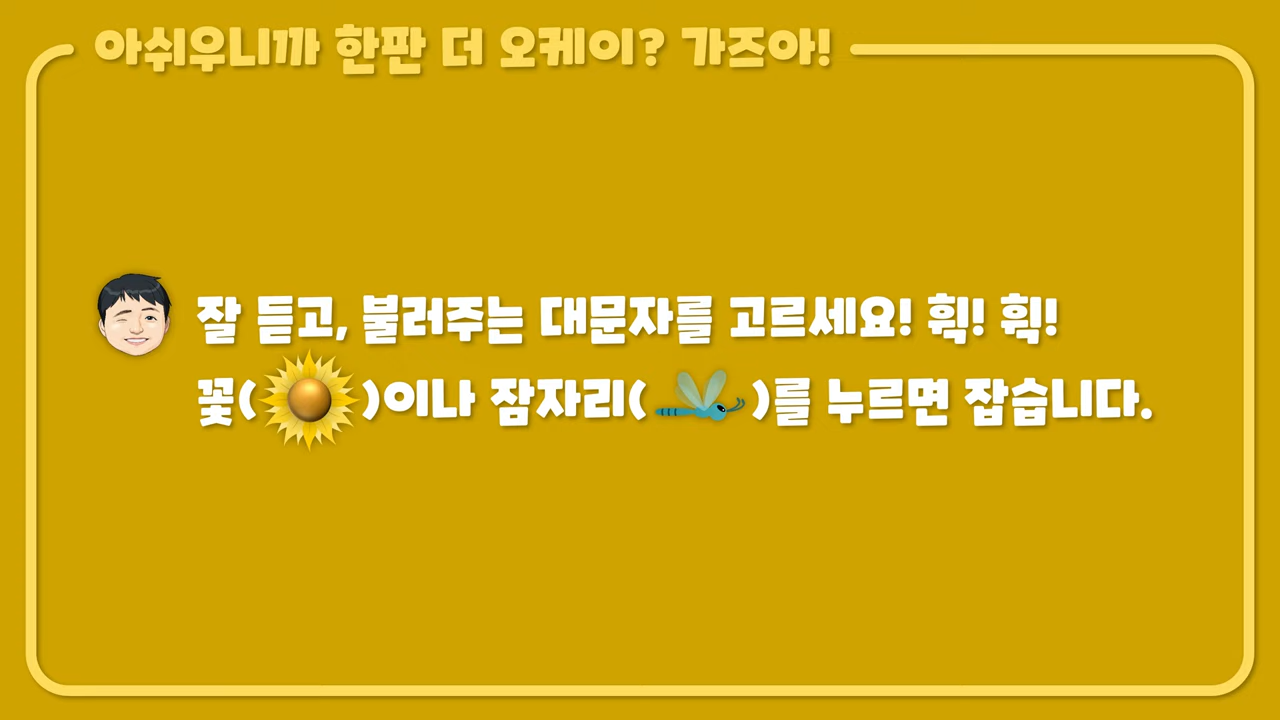 아쉬우니까 한판 더 오케이? 가즈아!
잘 듣고, 불러주는 대문자를 고르세요! 휙! 휙!
꽃( )이나 잠자리( )를 누르면 잡습니다.